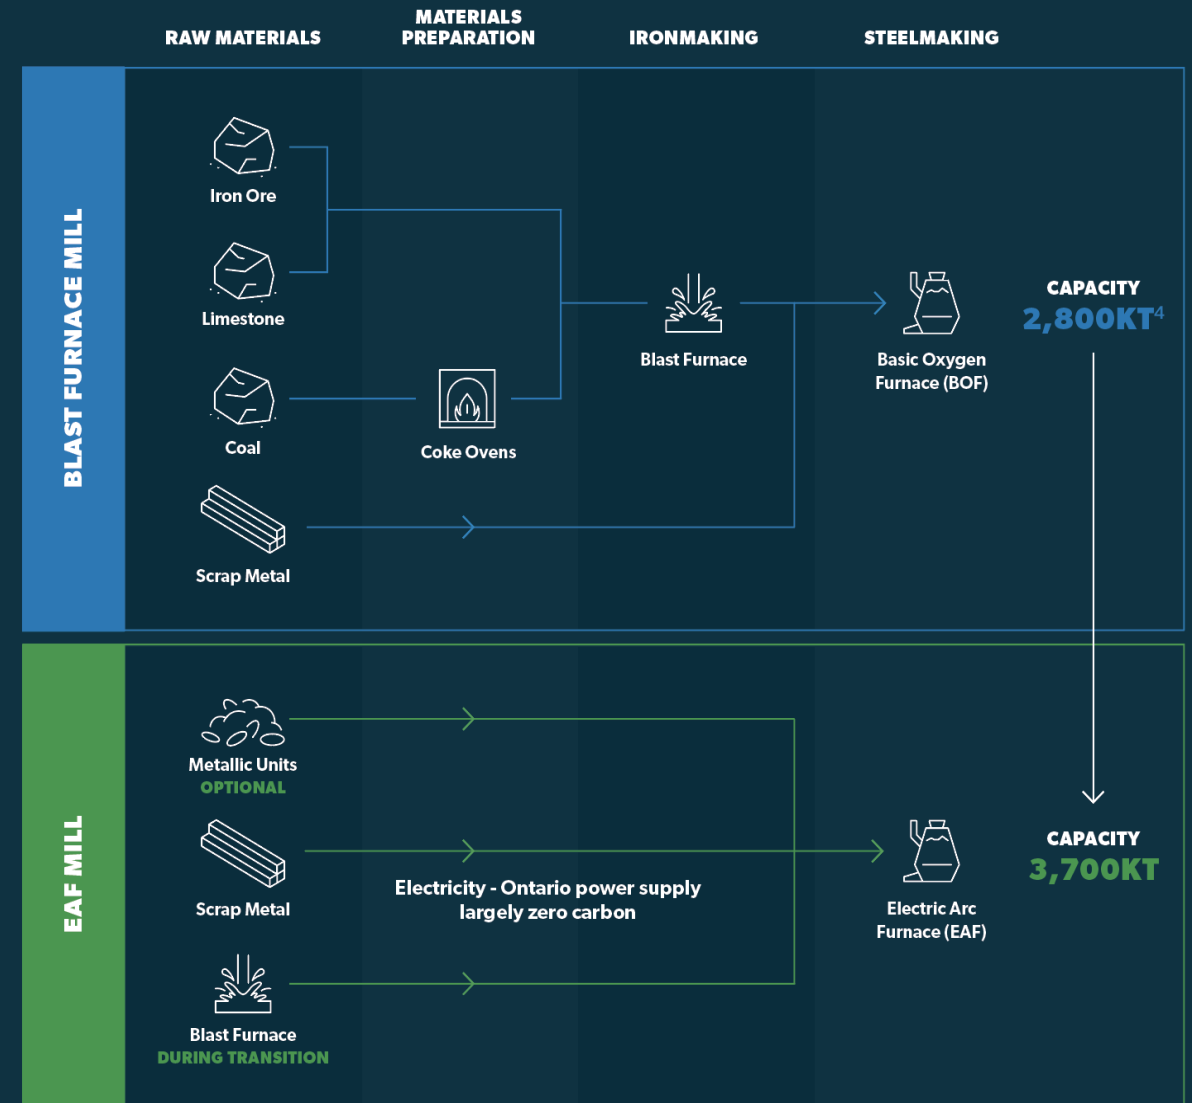 RAW MATERIALS
MATERIALS
PREPARATION
IRONMAKING
STEELMAKING
BLAST FURNACE MILL
Iron Ore
Limestone
Coal
Scrap Metal
Coke Ovens
Blast Furnace
Basic Oxygen
Furnace (BOF)
CAPACITY
2,800KT⁴
EAF MILL
Metallic Units
OPTIONAL
Scrap Metal
Blast Furnace
DURING TRANSITION
Electricity - Ontario power supply
largely zero carbon
Electric Arc
Furnace (EAF)
CAPACITY
3,700KT